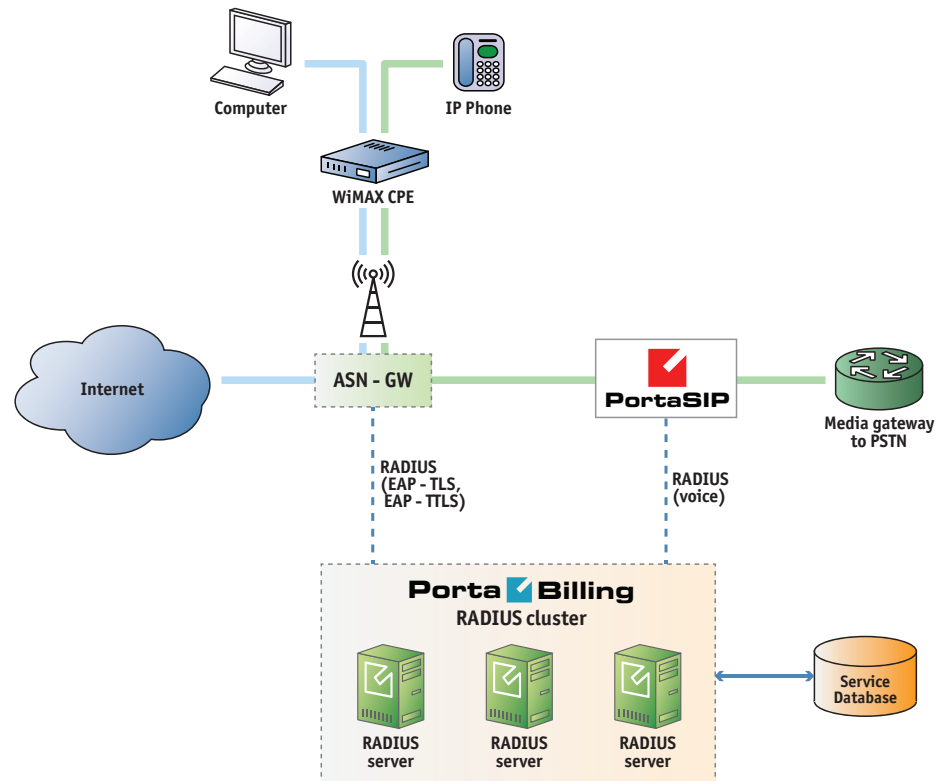 Computer
IP Phone
WiMAX CPE
Internet
ASN - GW
PortaSIP
Media gateway
to PSTN
RADIUS
(EAP - TLS,
EAP - TTLS)
RADIUS
(voice)
Porta Billing
RADIUS cluster
RADIUS
server
RADIUS
server
RADIUS
server
Service
Database